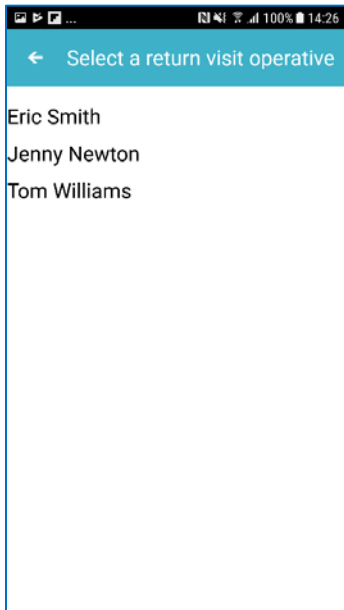 ... 100% 14:26
Select a return visit operative
Eric Smith
Jenny Newton
Tom Williams